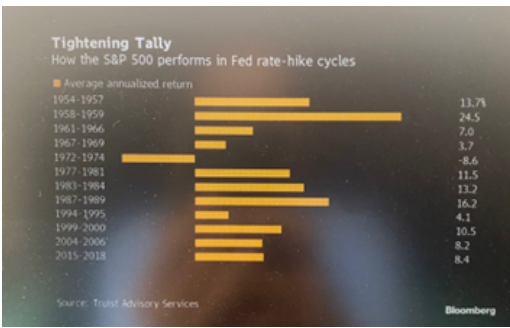 Tightening Tally
How the S&P 500 performs in Fed rate-hike cycles
Average annualized return
1954-1957 13.7%
1958-1959 24.5
1961-1966 7.0
1967-1969 3.7
1972-1974 -8.6
1977-1981 11.5
1983-1984 13.2
1987-1989 16.2
1994-1995 4.1
1999-2000 10.5
2004-2006 8.2
2015-2018 8.4
Source: Truist Advisory Services
Bloomberg